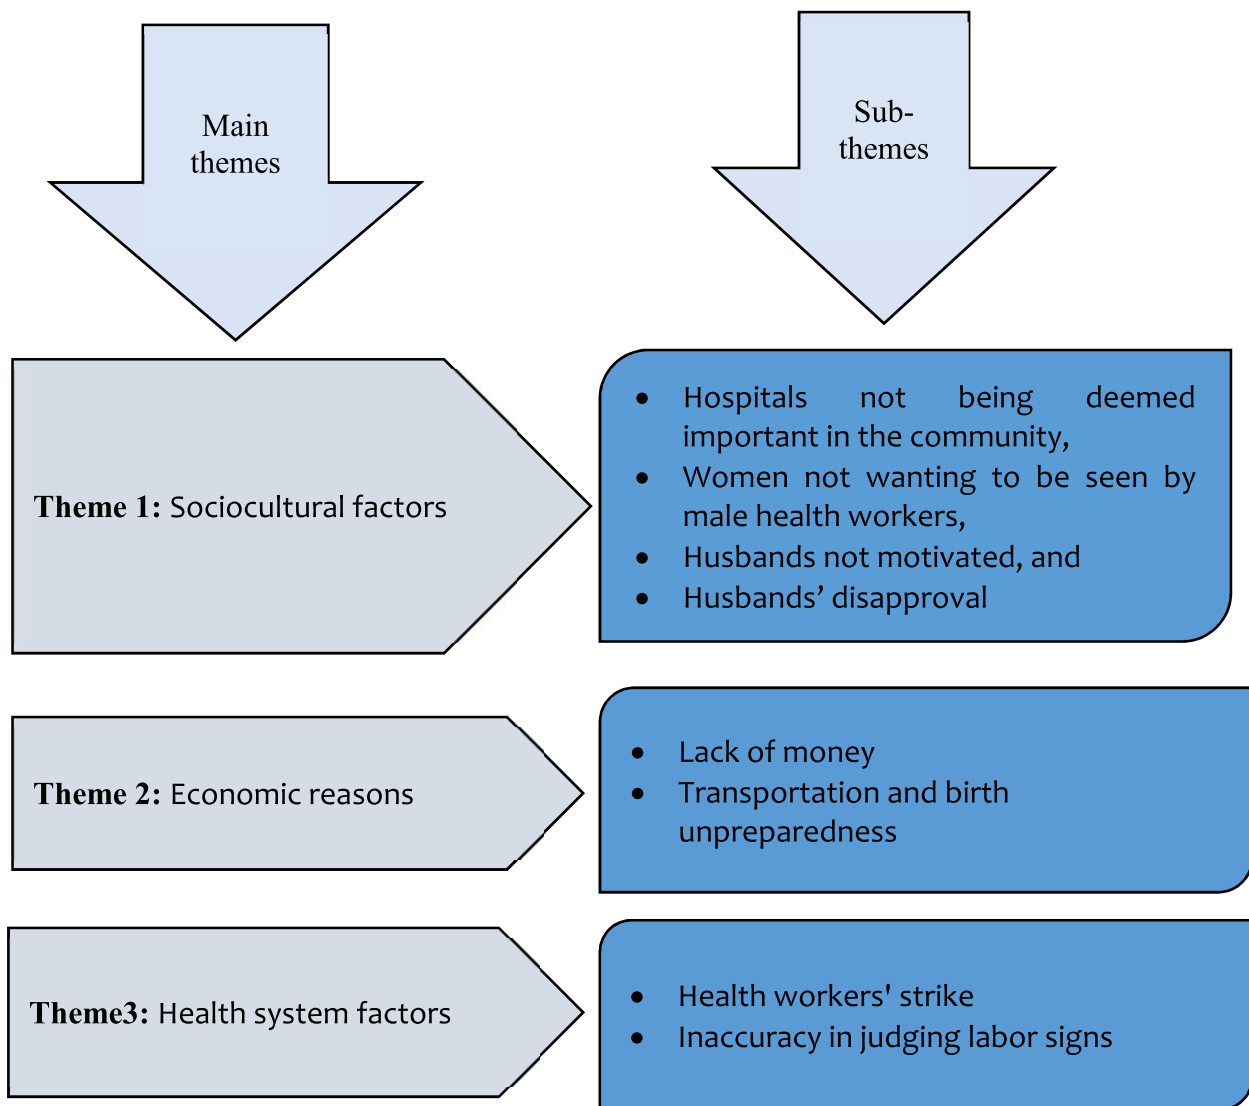 Main
themes
Sub-
themes
Theme 1: Sociocultural factors
• Hospitals not being deemed
important in the community,
• Women not wanting to be seen by
male health workers,
• Husbands not motivated, and
• Husbands’ disapproval
Theme 2: Economic reasons
• Lack of money
• Transportation and birth
unpreparedness
Theme3: Health system factors
• Health workers' strike
• Inaccuracy in judging labor signs